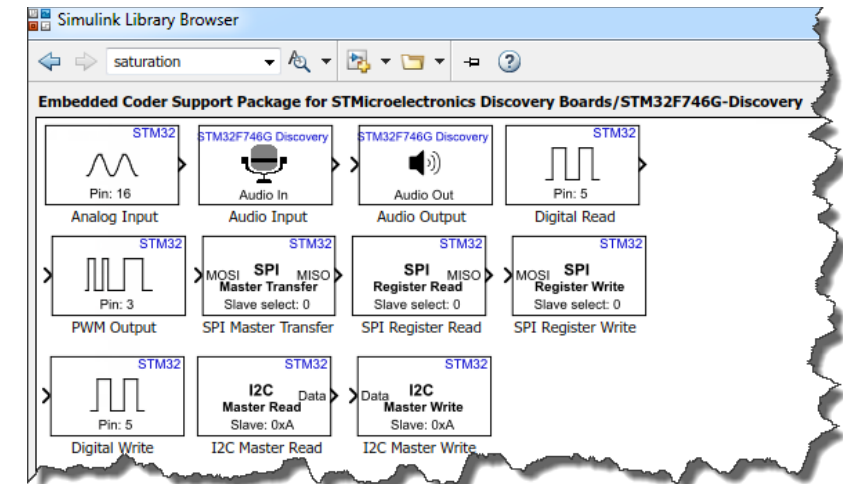 Simulink Library Browser
saturation
Embedded Coder Support Package for STMicroelectronics Discovery Boards/STM32F746G-Discovery
STM32
Pin: 16
Analog Input
STM32F746G Discovery
Audio In
Audio Input
STM32F746G Discovery
Audio Out
Audio Output
STM32
Pin: 5
Digital Read
STM32
Pin: 3
PWM Output
STM32
MOSI SPI MISO
Master Transfer
Slave select: 0
SPI Master Transfer
STM32
SPI MISO
Register Read
Slave select: 0
SPI Register Read
STM32
MOSI SPI
Register Write
Slave select: 0
SPI Register Write
STM32
Pin: 5
Digital Write
STM32
I2C Data
Master Read
Slave: 0xA
I2C Master Read
STM32
Data I2C
Master Write
Slave: 0xA
I2C Master Write